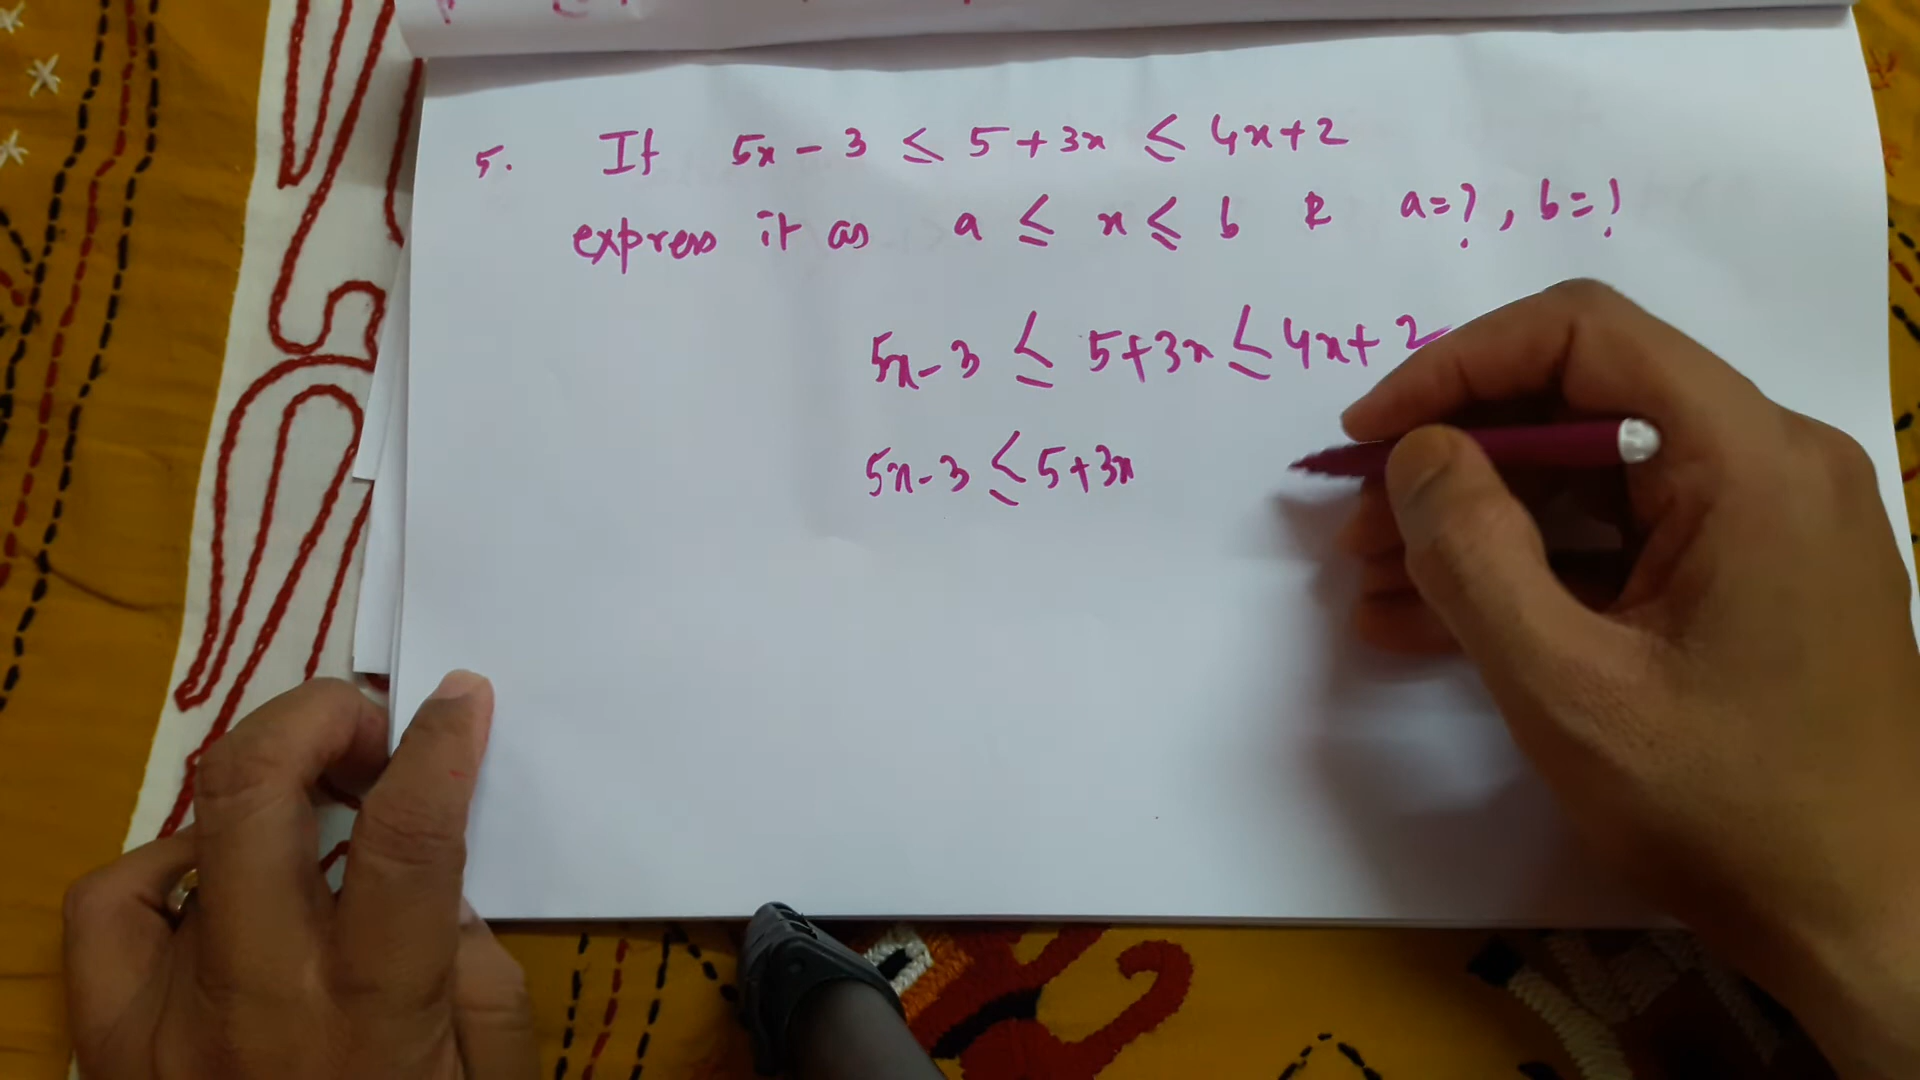 5. If 5x - 3 ≤ 5 + 3x ≤ 4x + 2
express it as a ≤ x ≤ b & a = ?, b = ?
5x - 3 ≤ 5 + 3x ≤ 4x + 2
5x - 3 ≤ 5 + 3x